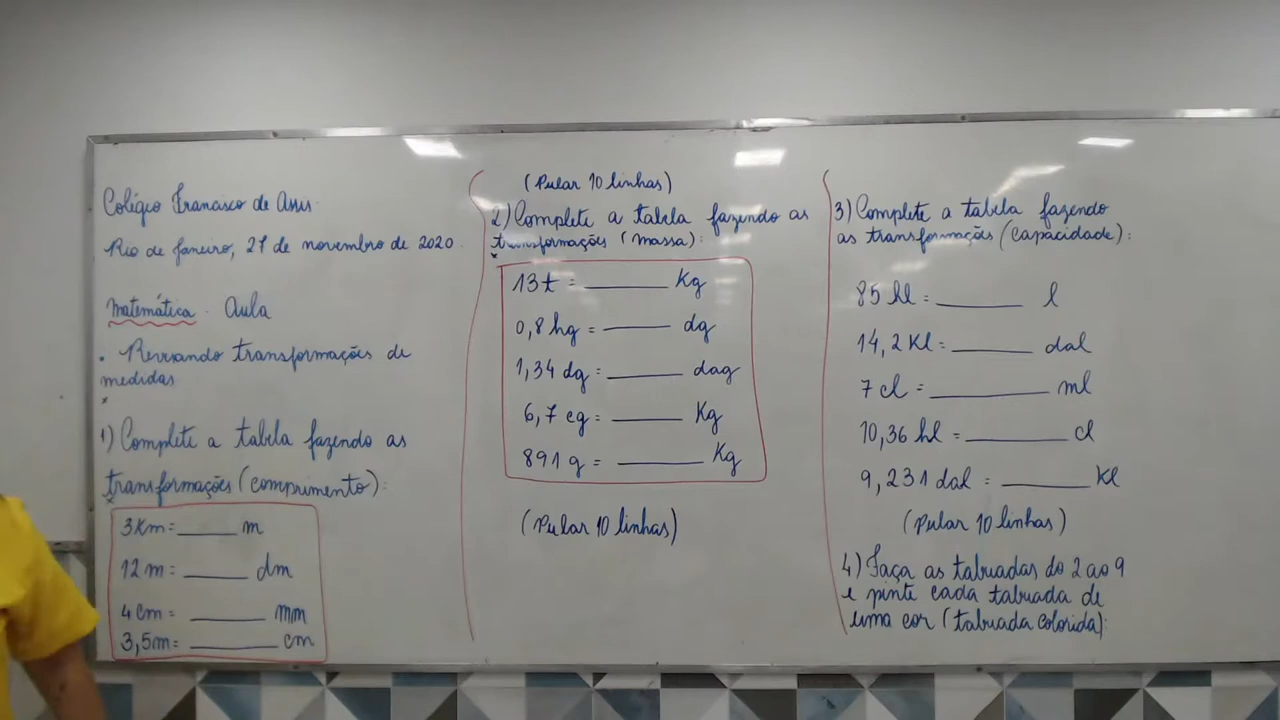 Colégio Francisco de Assis
Rio de Janeiro, 27 de novembro de 2020.
Matemática. Aula
• Revisando transformações de
medidas
1) Complete a tabela fazendo as
transformações (comprimento):
3Km=______ m
12m=______ dm
4cm=______ mm
3,5m=______ cm
(Pular 10 linhas)
2) Complete a tabela fazendo as
transformações (massa):
13t=______ Kg
0,8hg=______ dg
1,34 dg=______ dag
6,7 cg=______ Kg
891 g=______ Kg
(Pular 10 linhas)
3) Complete a tabela fazendo
as transformações (capacidade):
85 hl=______ l
14,2 Kl=______ dal
7 cl=______ ml
10,36 hl=______ cl
9,231 dal=______ Kl
(Pular 10 linhas)
4) Faça as tabuadas do 2 ao 9
e pinte cada tabuada de
uma cor (tabuada colorida):